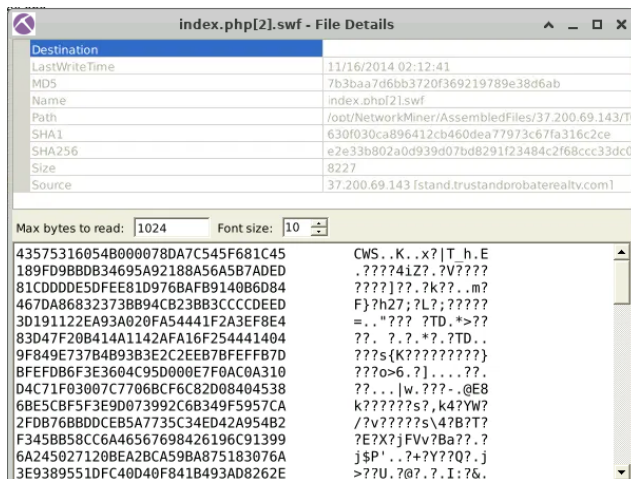 index.php[2].swf - File Details
Destination
LastWriteTime 11/16/2014 02:12:41
MD5 7b3baa7d6bb3720f369219789e38d6ab
Name index.php[2].swf
Path /opt/NetworkMiner/AssembledFiles/37.200.69.143/T
SHA1 630f030ca896412cb460dea77973c67fa316c2ce
SHA256 e2e33b802a0d939d07bd8291f23484c2f68ccc33dc
Size 8227
Source 37.200.69.143 [stand.trustandprobaterealty.com]
Max bytes to read: 1024 Font size: 10
43575316054B000078DA7C545F681C45 CWS..K..x?|T_h.E
189FD9BBDB34695A92188A56A5B7ADED .????4iZ?.?V????
81CDDDDE5DFEE81D976BAFB9140B6D84 ????]??.?k??..m?
467DA86832373BB94CB23BB3CCCCDEED F}?h27;?L?;?????
3D191122EA93A020FA54441F2A3EF8E4 =.."??? ?TD.*>??
83D47F20B414A1142AFA16F254441404 ??. ?.?.*?.?TD..
9F849E737B4B93B3E2C2EEB7BFEFFB7D ???s{K?????????}
BFEFDB6F3E3604C95D000E7F0AC0A310 ???o>6.?]....??.
D4C71F03007C7706BCF6C82D08404538 ??...|w.???-.@E8
6BE5CBF5F3E9D073992C6B349F5957CA k??????s?,k4?YW?
2FDB76BBDDCEB5A7735C34ED42A954B2 /?v?????s\4?B?T?
F345BB58CC6A46567698426196C91399 ?E?X?jFVv?Ba??.?
6A245027120BEA2BCA59BA875183076A j$P'..?+?Y??Q?.j
3E9389551DFC40D40F841B493AD8262E >??U.?@?.?.I:?&.